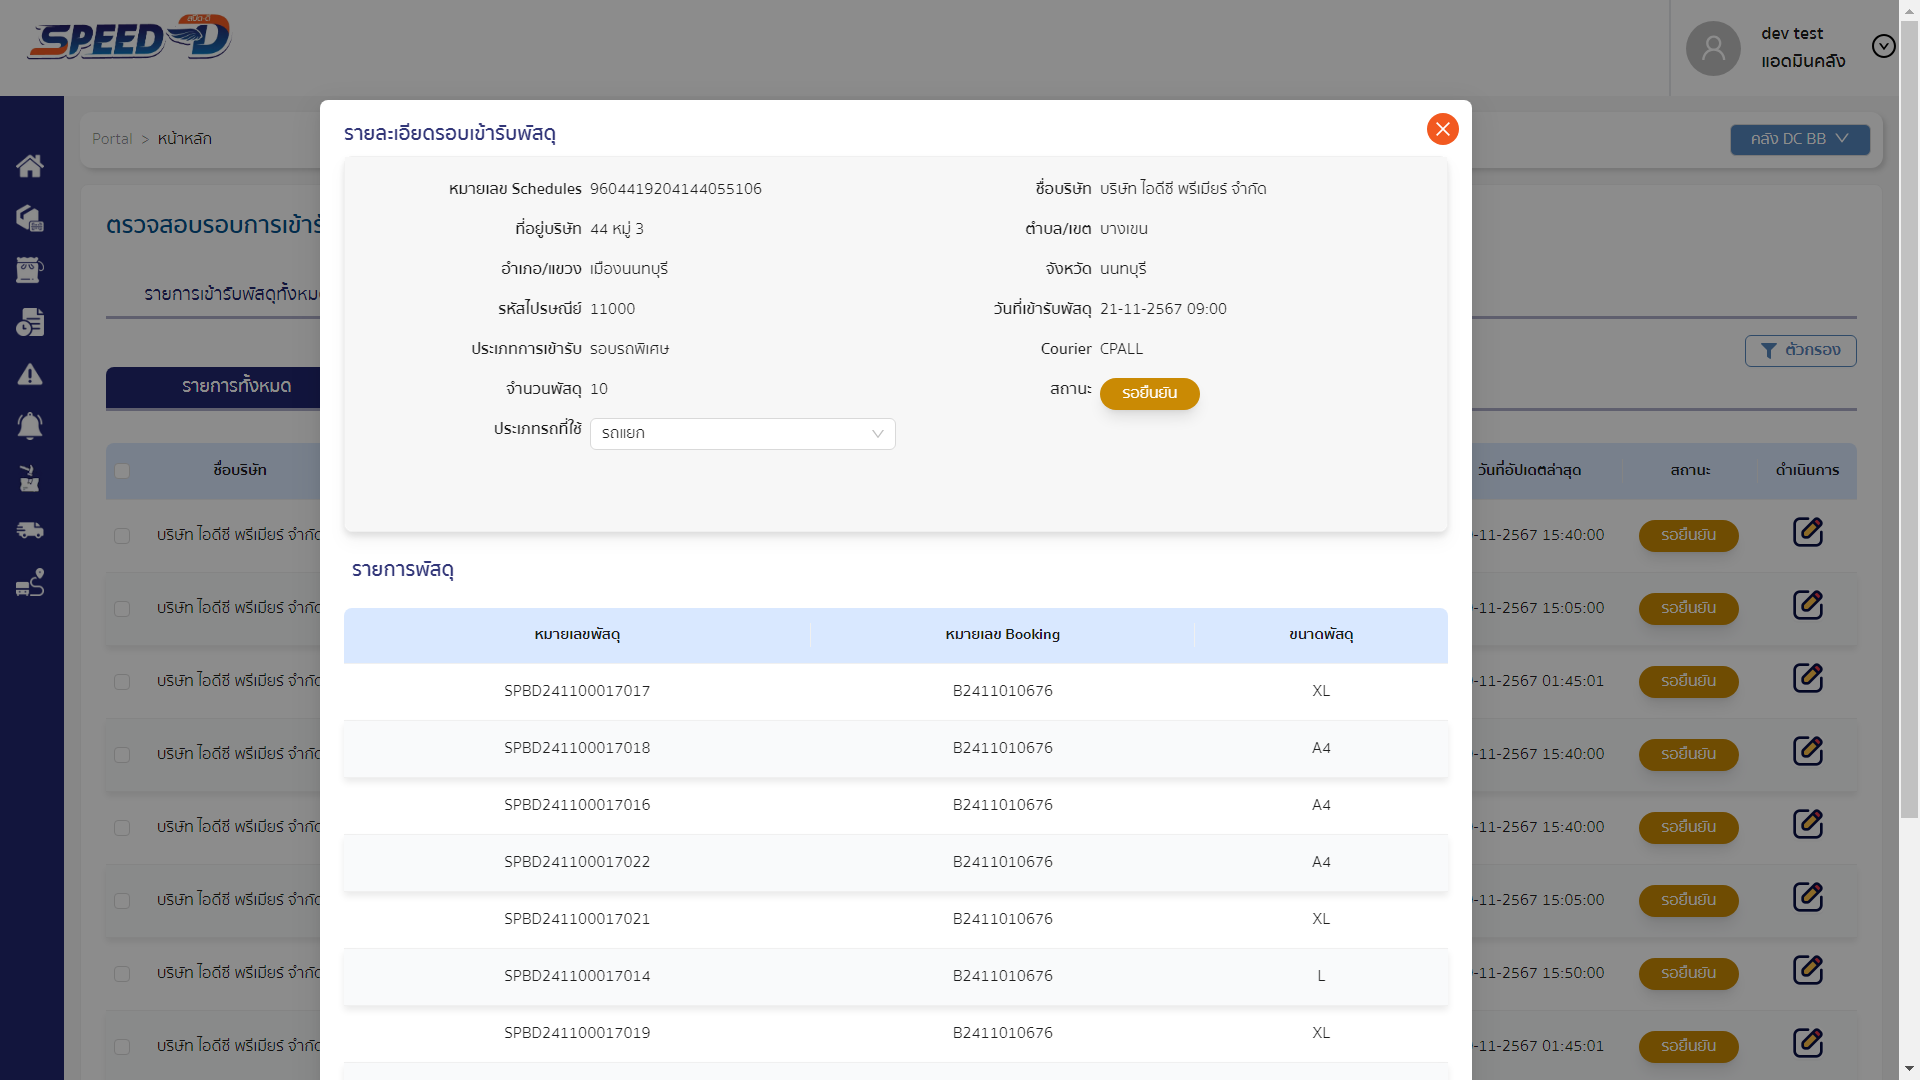 สปีด-ดี
SPEED-D
dev test
แอดมินคลัง
Portal > หน้าหลัก
คลัง DC BB
ตรวจสอบรอบการเข้ารั
รายการเข้ารับพัสดุทั้งหม
ตัวกรอง
รายการทั้งหมด
ชื่อบริษัท
วันที่อัปเดตล่าสุด
สถานะ
ดำเนินการ
บริษัท ไอดีซี พรีเมียร์ จำกัด
-11-2567 15:40:00
รอยืนยัน
บริษัท ไอดีซี พรีเมียร์ จำกัด
-11-2567 15:05:00
รอยืนยัน
บริษัท ไอดีซี พรีเมียร์ จำกัด
-11-2567 01:45:01
รอยืนยัน
บริษัท ไอดีซี พรีเมียร์ จำกัด
-11-2567 15:40:00
รอยืนยัน
บริษัท ไอดีซี พรีเมียร์ จำกัด
-11-2567 15:40:00
รอยืนยัน
บริษัท ไอดีซี พรีเมียร์ จำกัด
-11-2567 15:05:00
รอยืนยัน
บริษัท ไอดีซี พรีเมียร์ จำกัด
-11-2567 15:50:00
รอยืนยัน
บริษัท ไอดีซี พรีเมียร์ จำกัด
-11-2567 01:45:01
รอยืนยัน
รายละเอียดรอบเข้ารับพัสดุ
หมายเลข Schedules 9604419204144055106
ชื่อบริษัท บริษัท ไอดีซี พรีเมียร์ จำกัด
ที่อยู่บริษัท 44 หมู่ 3
ตำบล/เขต บางเขน
อำเภอ/แขวง เมืองนนทบุรี
จังหวัด นนทบุรี
รหัสไปรษณีย์ 11000
วันที่เข้ารับพัสดุ 21-11-2567 09:00
ประเภทการเข้ารับ รอบรถพิเศษ
Courier CPALL
จำนวนพัสดุ 10
สถานะ รอยืนยัน
ประเภทรถที่ใช้ รถแยก
รายการพัสดุ
หมายเลขพัสดุ หมายเลข Booking ขนาดพัสดุ
SPBD241100017017 B2411010676 XL
SPBD241100017018 B2411010676 A4
SPBD241100017016 B2411010676 A4
SPBD241100017022 B2411010676 A4
SPBD241100017021 B2411010676 XL
SPBD241100017014 B2411010676 L
SPBD241100017019 B2411010676 XL